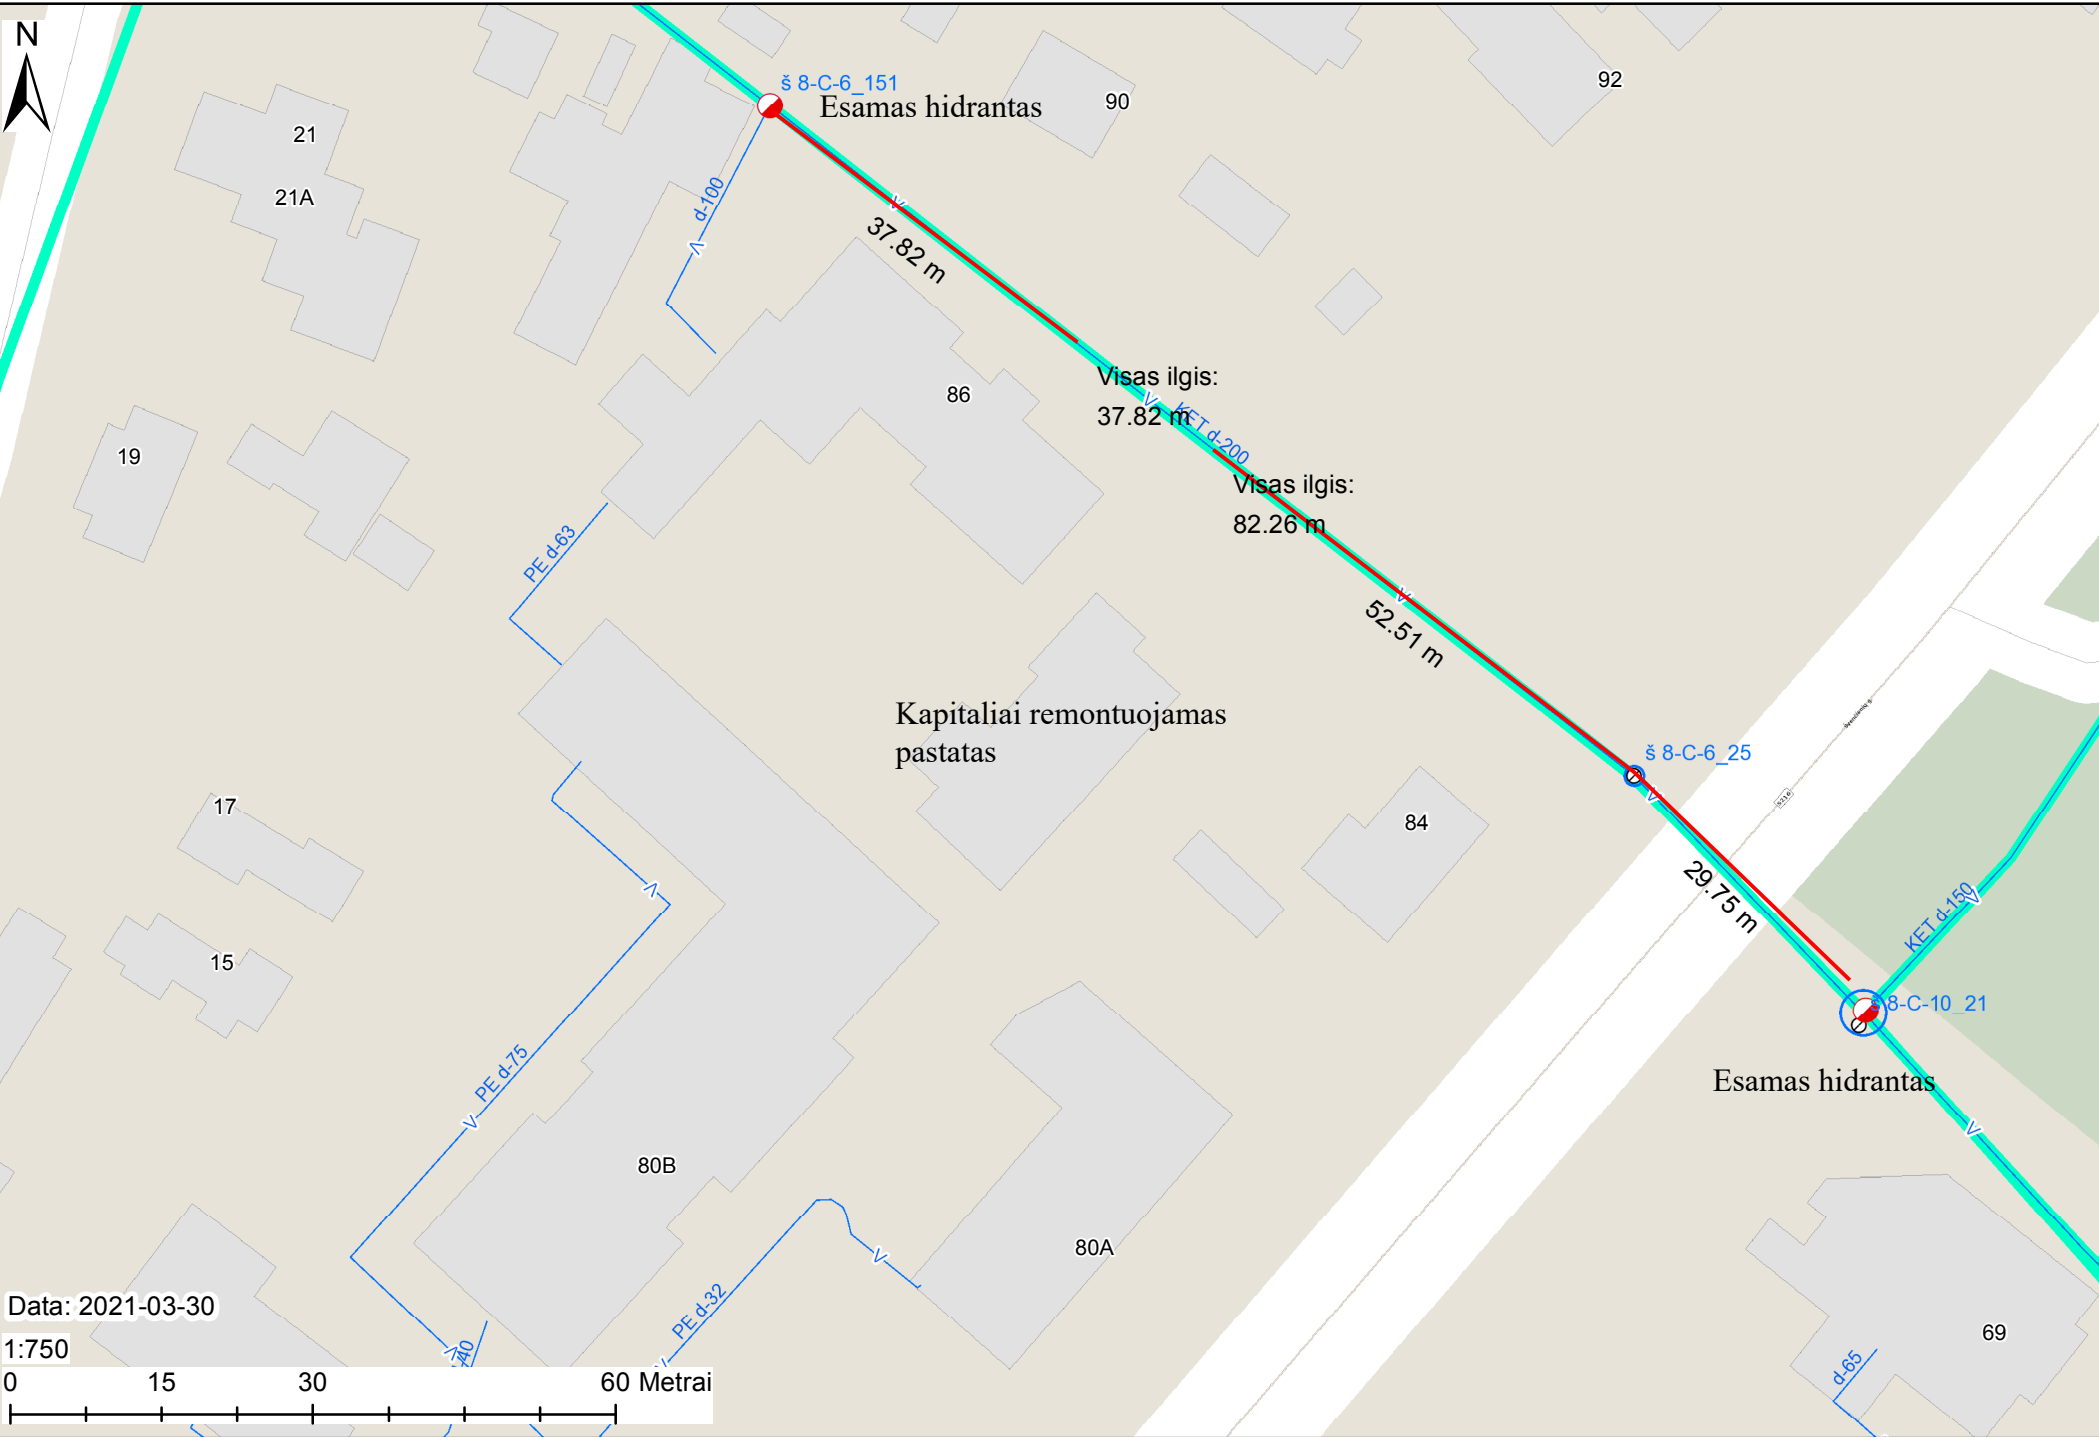 N
š 8-C-6_151
Esamas hidrantas
90
92
21
21A
d-100
V
V
37.82 m
Visas ilgis:
37.82 m
V
KET d-200
86
19
Visas ilgis:
82.26 m
PE d-63
V
52.51 m
Kapitaliai remontuojamas
pastatas
š 8-C-6_25
V
5216
17
84
29.75 m
V
KET d-150
V
15
8-C-10_21
PE d-75
V
Esamas hidrantas
V
80B
80A
V
PE d-32
V
Data: 2021-03-30
1:750
V
69
d-65
0 15 30 60 Metrai